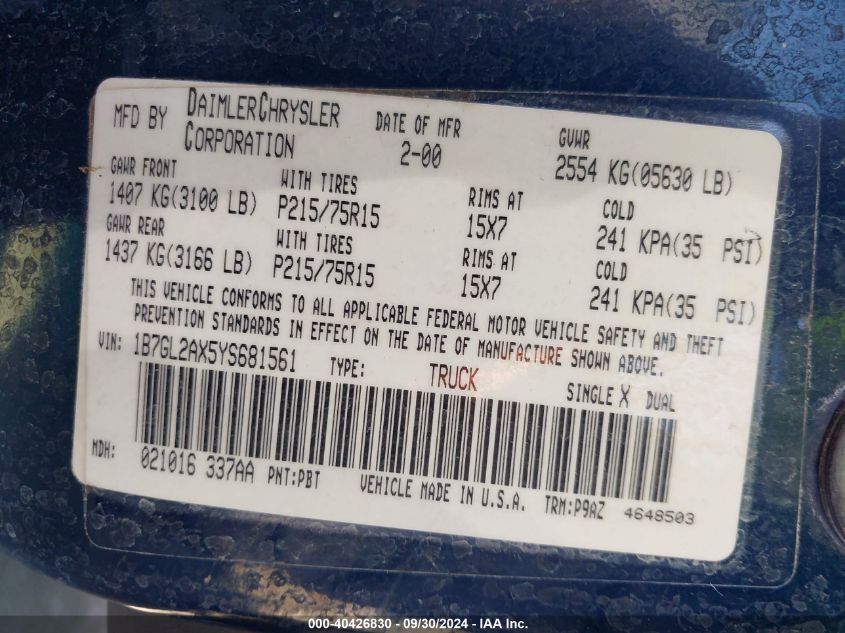 MFD BY DAIMLERCHRYSLER CORPORATION
DATE OF MFR 2-00
GVWR 2554 KG(05630 LB)
GAWR FRONT WITH TIRES RIMS AT COLD
1407 KG(3100 LB) P215/75R15 15X7 241 KPA(35 PSI)
GAWR REAR WITH TIRES RIMS AT COLD
1437 KG(3166 LB) P215/75R15 15X7 241 KPA(35 PSI)
THIS VEHICLE CONFORMS TO ALL APPLICABLE FEDERAL MOTOR VEHICLE SAFETY AND THEFT
PREVENTION STANDARDS IN EFFECT ON THE DATE OF MANUFACTURE SHOWN ABOVE.
VIN: 1B7GL2AX5YS681561 TYPE: TRUCK SINGLE X DUAL
MDH: 021016 337AA PNT:PBT VEHICLE MADE IN U.S.A. TRM:P9AZ 4648503
000-40426830 - 09/30/2024 - IAA Inc.